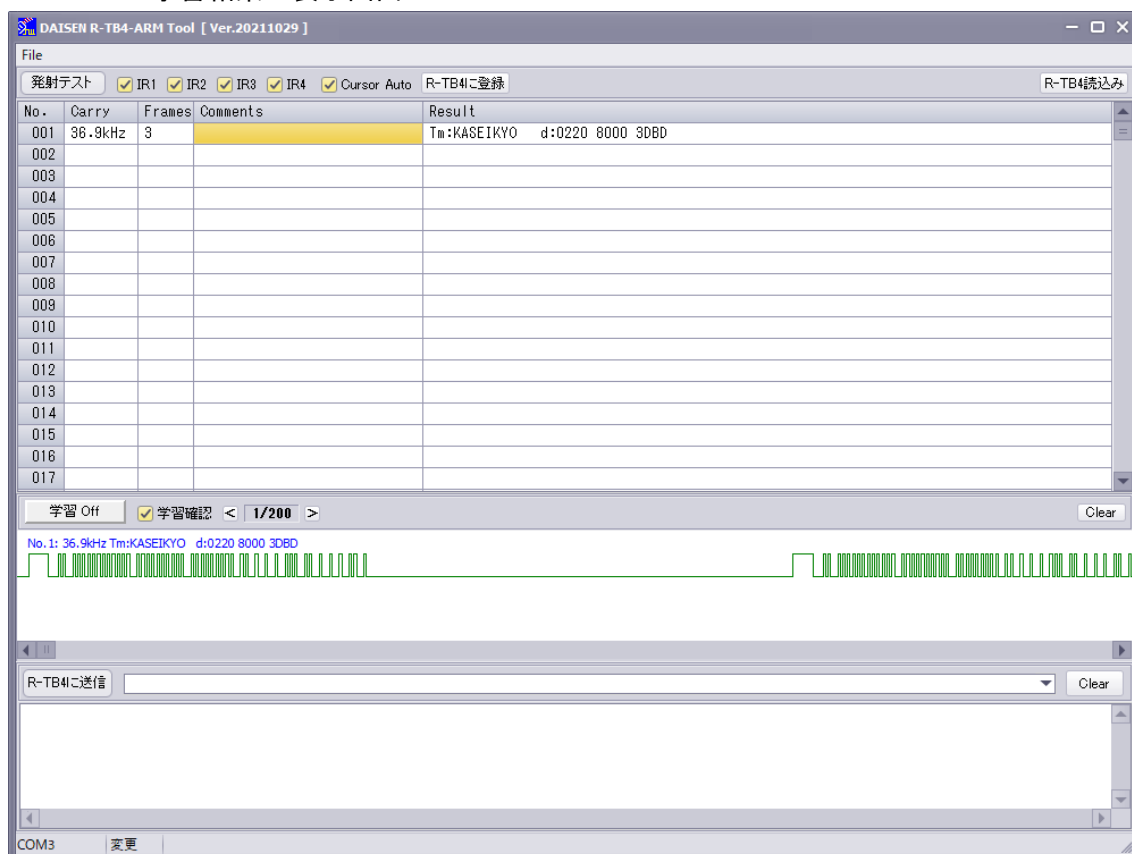 DAISEN R-TB4-ARM Tool [ Ver.20211029 ]
File
発射テスト IR1 IR2 IR3 IR4 Cursor Auto R-TB4に登録 R-TB4読込み
No. Carry Frames Comments Result
001 36.9kHz 3 Tm:KASEIKYO d:0220 8000 3DBD
002
003
004
005
006
007
008
009
010
011
012
013
014
015
016
017
学習 Off 学習確認 < 1/200 > Clear
No.1: 36.9kHz Tm:KASEIKYO d:0220 8000 3DBD
R-TB4に送信 Clear
COM3 変更